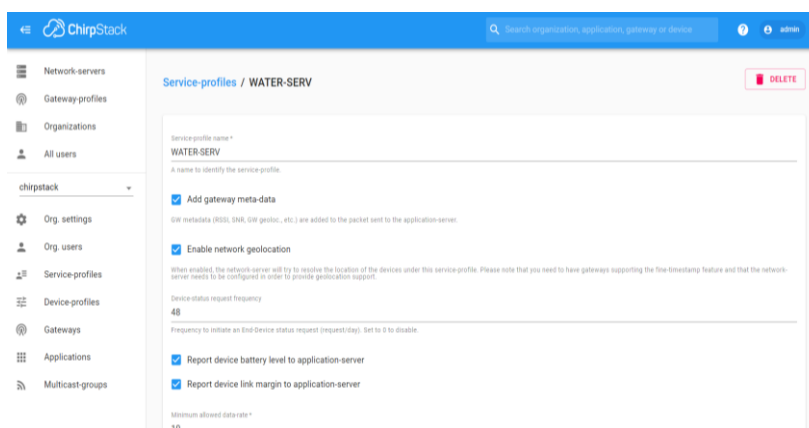 ChirpStack
Search organization, application, gateway or device
?
admin
Network-servers
Gateway-profiles
Organizations
All users
chirpstack
Org. settings
Org. users
Service-profiles
Device-profiles
Gateways
Applications
Multicast-groups
Service-profiles / WATER-SERV
DELETE
Service-profile name *
WATER-SERV
A name to identify the service-profile.
Add gateway meta-data
GW metadata (RSSI, SNR, GW geoloc., etc.) are added to the packet sent to the application-server.
Enable network geolocation
When enabled, the network-server will try to resolve the location of the devices under this service-profile. Please note that you need to have gateways supporting the fine-timestamp feature and that the network-
server needs to be configured in order to provide geolocation support.
Device-status request frequency
48
Frequency to initiate an End-Device status request (request/day). Set to 0 to disable.
Report device battery level to application-server
Report device link margin to application-server
Minimum allowed data-rate *